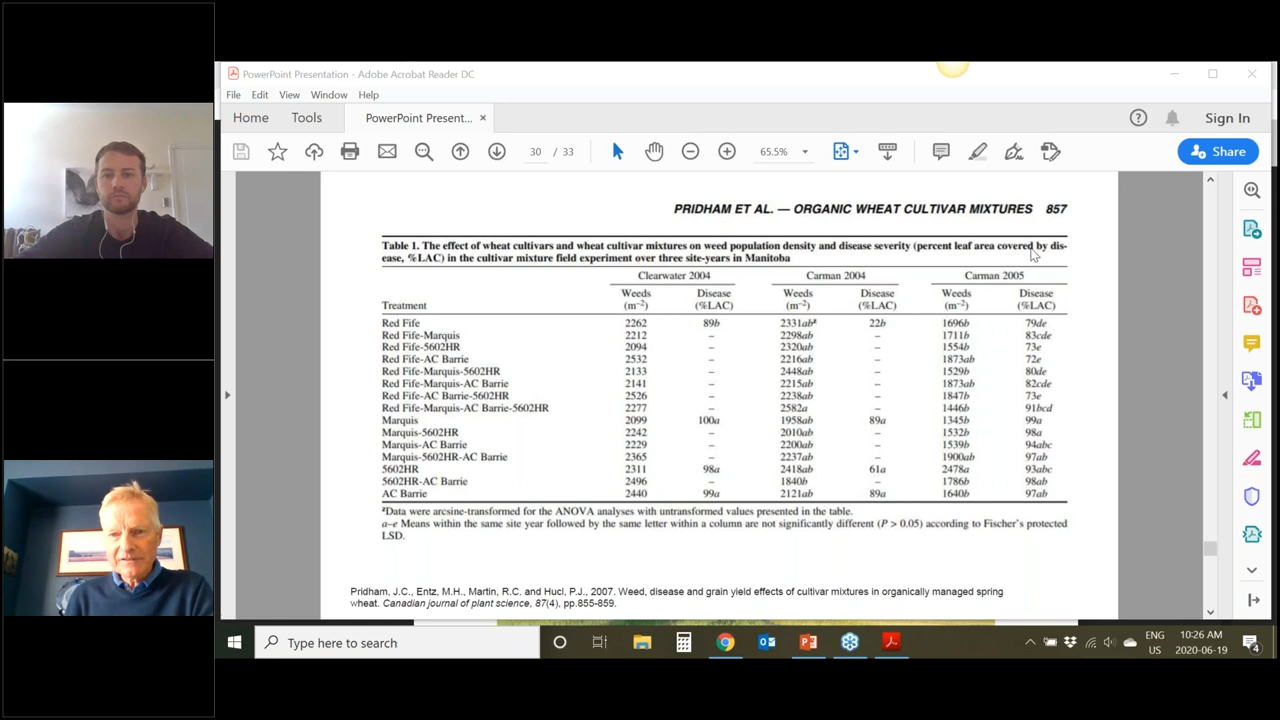 PowerPoint Presentation - Adobe Acrobat Reader DC
File Edit View Window Help
Home Tools PowerPoint Present... ×
Sign In
30 / 33 65.5% Share
PRIDHAM ET AL. — ORGANIC WHEAT CULTIVAR MIXTURES 857
Table 1. The effect of wheat cultivars and wheat cultivar mixtures on weed population density and disease severity (percent leaf area covered by dis-
ease, %LAC) in the cultivar mixture field experiment over three site-years in Manitoba
Clearwater 2004 Carman 2004 Carman 2005
Weeds Disease Weeds Disease Weeds Disease
Treatment (m–2) (%LAC) (m–2) (%LAC) (m–2) (%LAC)
Red Fife 2262 89b 2331abz 22b 1696b 79de
Red Fife-Marquis 2212 – 2298ab – 1711b 83cde
Red Fife-5602HR 2094 – 2320ab – 1554b 73e
Red Fife-AC Barrie 2532 – 2216ab – 1873ab 72e
Red Fife-Marquis-5602HR 2133 – 2448ab – 1529b 80de
Red Fife-Marquis-AC Barrie 2141 – 2215ab – 1873ab 82cde
Red Fife-AC Barrie-5602HR 2526 – 2238ab – 1847b 73e
Red Fife-Marquis-AC Barrie-5602HR 2277 – 2582a – 1446b 91bcd
Marquis 2099 100a 1958ab 89a 1345b 99a
Marquis-5602HR 2242 – 2010ab – 1532b 98a
Marquis-AC Barrie 2229 – 2200ab – 1539b 94abc
Marquis-5602HR-AC Barrie 2365 – 2237ab – 1900ab 97ab
5602HR 2311 98a 2418ab 61a 2478a 93abc
5602HR-AC Barrie 2496 – 1840b – 1786b 98ab
AC Barrie 2440 99a 2121ab 89a 1640b 97ab
zData were arcsine-transformed for the ANOVA analyses with untransformed values presented in the table.
a–e Means within the same site year followed by the same letter within a column are not significantly different (P > 0.05) according to Fischer's protected
LSD.
Pridham, J.C., Entz, M.H., Martin, R.C. and Hucl, P.J., 2007. Weed, disease and grain yield effects of cultivar mixtures in organically managed spring
wheat. Canadian journal of plant science, 87(4), pp.855-859.
Type here to search
ENG 10:26 AM
US 2020-06-19
4